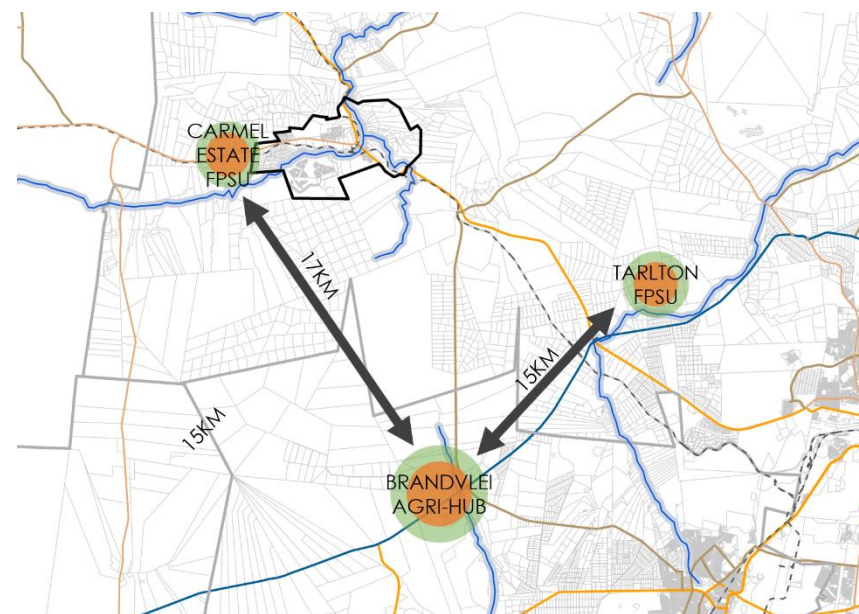 CARMEL
ESTATE
FPSU
17KM
TARLTON
FPSU
15KM
15KM
BRANDVLEI
AGRI-HUB